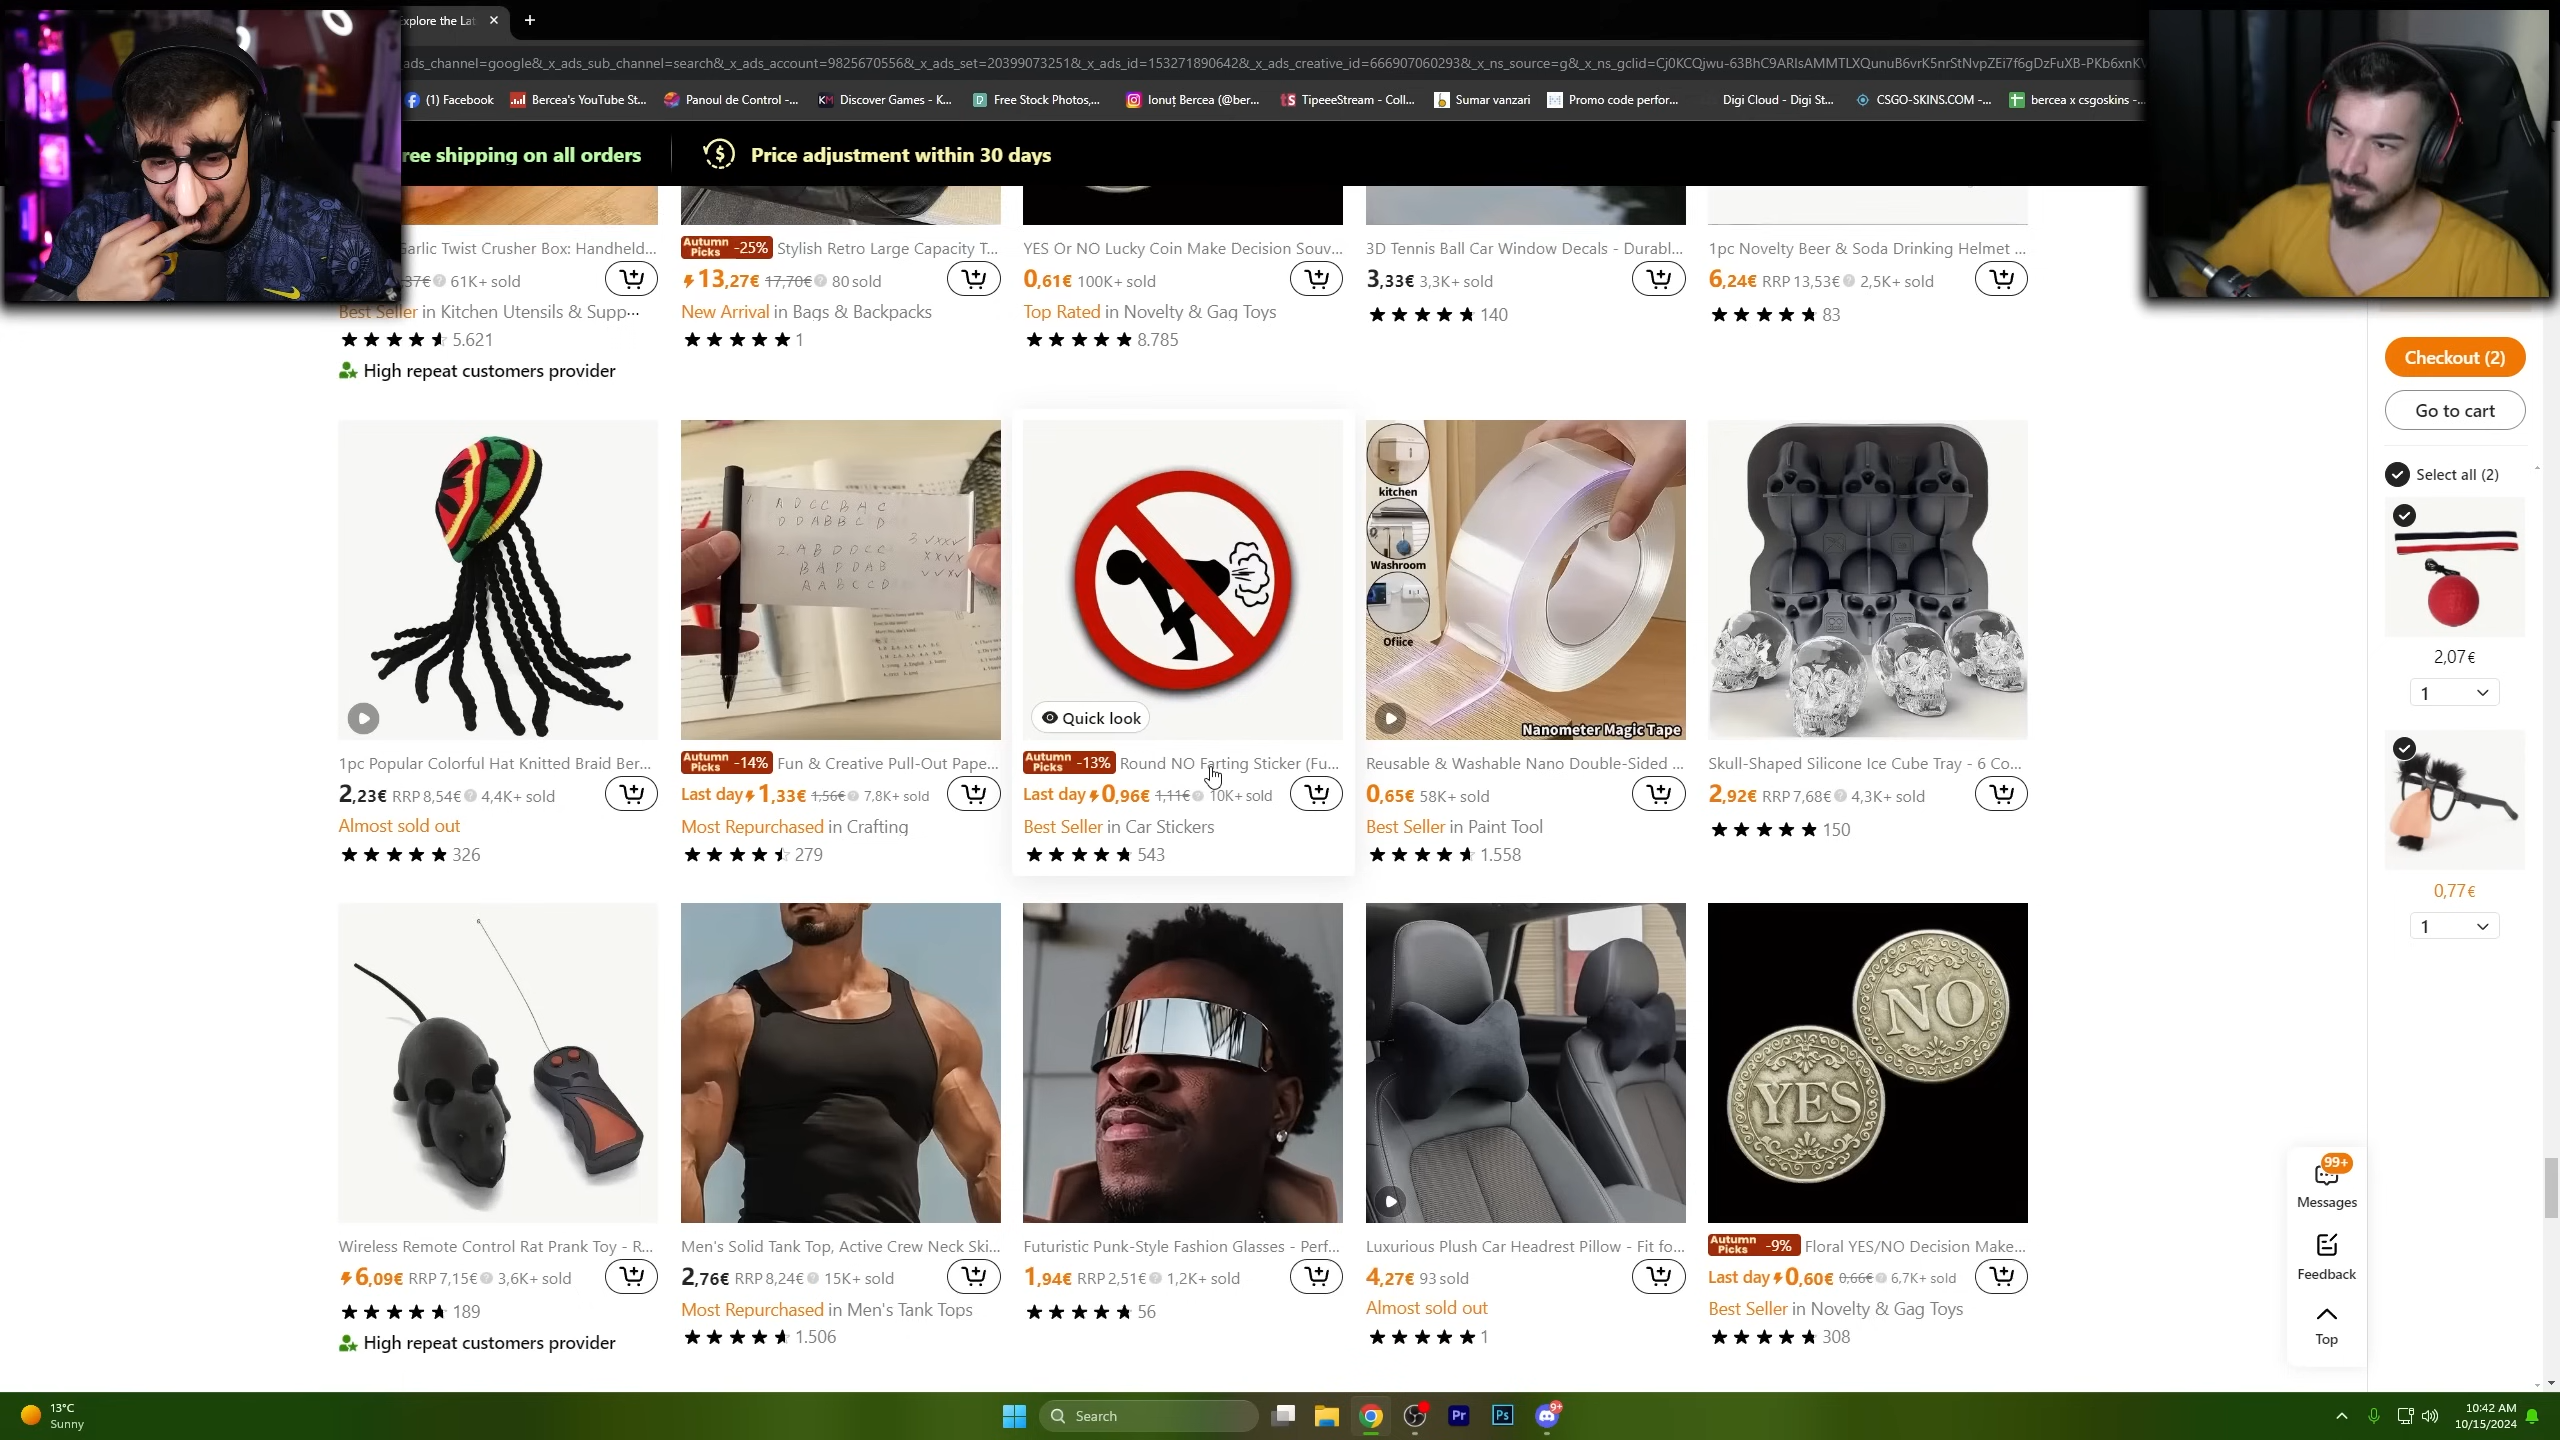 xplore the Lat
ads_channel=google&_x_ads_sub_channel=search&_x_ads_account=9825670556&_x_ads_set=20399073251&_x_ads_id=153271890642&_x_ads_creative_id=666907060293&_x_ns_source=g&_x_ns_gclid=
(1) Facebook Bercea's YouTube St... Panoul de Control -... Discover Games - K... Free Stock Photos,... Ionuț Bercea (@ber... TipeeeStream - Coll... Sumar vanzari Promo code perfor... Digi Cloud - Digi St... CSGO-SKINS.COM -... bercea x csgoskins -...
ree shipping on all orders Price adjustment within 30 days
Garlic Twist Crusher Box: Handheld...
37€ 61K+ sold
Best Seller in Kitchen Utensils & Supp...
5.621
High repeat customers provider
Autumn Picks -25% Stylish Retro Large Capacity T...
13,27€ 17,70€ 80 sold
New Arrival in Bags & Backpacks
1
YES Or NO Lucky Coin Make Decision Souv...
0,61€ 100K+ sold
Top Rated in Novelty & Gag Toys
8.785
3D Tennis Ball Car Window Decals - Durabl...
3,33€ 3,3K+ sold
140
1pc Novelty Beer & Soda Drinking Helmet ...
6,24€ RRP 13,53€ 2,5K+ sold
83
Checkout (2)
Go to cart
Select all (2)
2,07€
1
0,77€
1
1pc Popular Colorful Hat Knitted Braid Ber...
2,23€ RRP 8,54€ 4,4K+ sold
Almost sold out
326
Autumn Picks -14% Fun & Creative Pull-Out Pape...
Last day 1,33€ 1,56€ 7,8K+ sold
Most Repurchased in Crafting
279
Quick look
Autumn Picks -13% Round NO Farting Sticker (Fu...
Last day 0,96€ 1,11€ 10K+ sold
Best Seller in Car Stickers
543
kitchen
Washroom
Ofiice
Nanometer Magic Tape
Reusable & Washable Nano Double-Sided ...
0,65€ 58K+ sold
Best Seller in Paint Tool
1.558
Skull-Shaped Silicone Ice Cube Tray - 6 Co...
2,92€ RRP 7,68€ 4,3K+ sold
150
Wireless Remote Control Rat Prank Toy - R...
6,09€ RRP 7,15€ 3,6K+ sold
189
High repeat customers provider
Men's Solid Tank Top, Active Crew Neck Ski...
2,76€ RRP 8,24€ 15K+ sold
Most Repurchased in Men's Tank Tops
1.506
Futuristic Punk-Style Fashion Glasses - Perf...
1,94€ RRP 2,51€ 1,2K+ sold
56
Luxurious Plush Car Headrest Pillow - Fit fo...
4,27€ 93 sold
Almost sold out
1
NO
YES
Autumn Picks -9% Floral YES/NO Decision Make...
Last day 0,60€ 0,66€ 6,7K+ sold
Best Seller in Novelty & Gag Toys
308
99+
Messages
Feedback
Top
13°C
Sunny
Search
Pr
Ps
9+
10:42 AM
10/15/2024